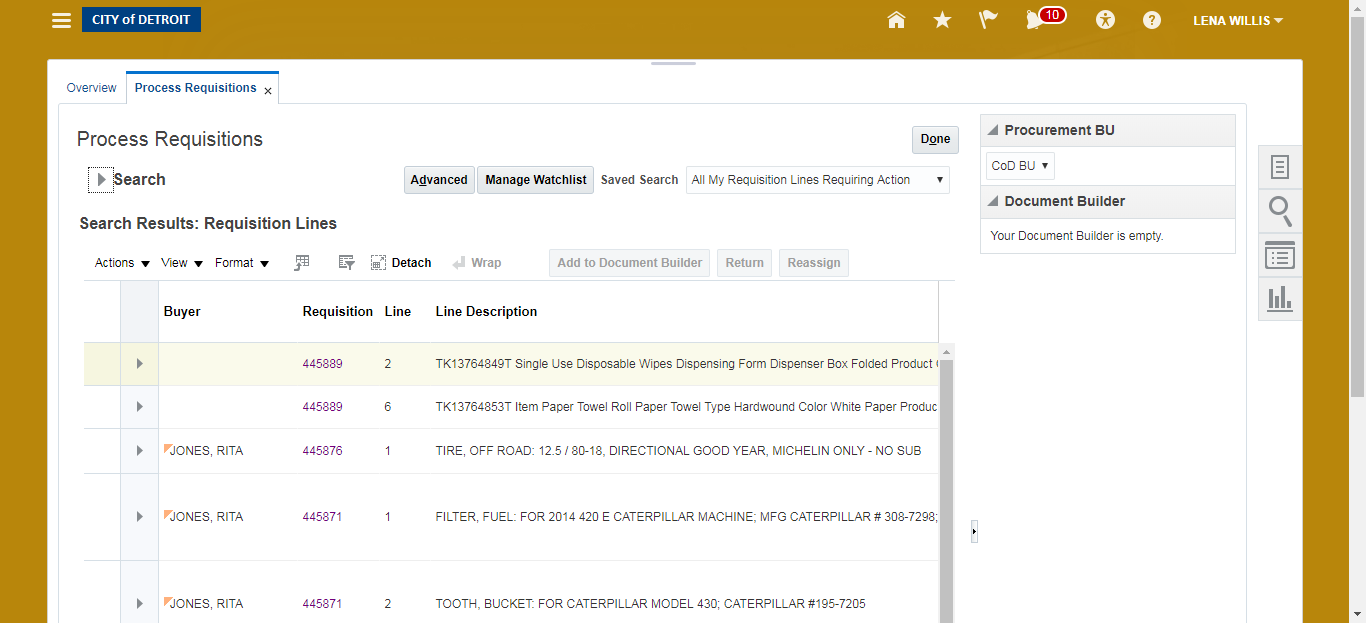 CITY of DETROIT
10
LENA WILLIS
Overview
Process Requisitions
Process Requisitions
Done
Search
Advanced
Manage Watchlist
Saved Search
All My Requisition Lines Requiring Action
Search Results: Requisition Lines
Actions
View
Format
Detach
Wrap
Add to Document Builder
Return
Reassign
Buyer Requisition Line Line Description
445889 2 TK13764849T Single Use Disposable Wipes Dispensing Form Dispenser Box Folded Product
445889 6 TK13764853T Item Paper Towel Roll Paper Towel Type Hardwound Color White Paper Produc
JONES, RITA 445876 1 TIRE, OFF ROAD: 12.5 / 80-18, DIRECTIONAL GOOD YEAR, MICHELIN ONLY - NO SUB
JONES, RITA 445871 1 FILTER, FUEL: FOR 2014 420 E CATERPILLAR MACHINE; MFG CATERPILLAR # 308-7298;
JONES, RITA 445871 2 TOOTH, BUCKET: FOR CATERPILLAR MODEL 430; CATERPILLAR #195-7205
Procurement BU
CoD BU
Document Builder
Your Document Builder is empty.